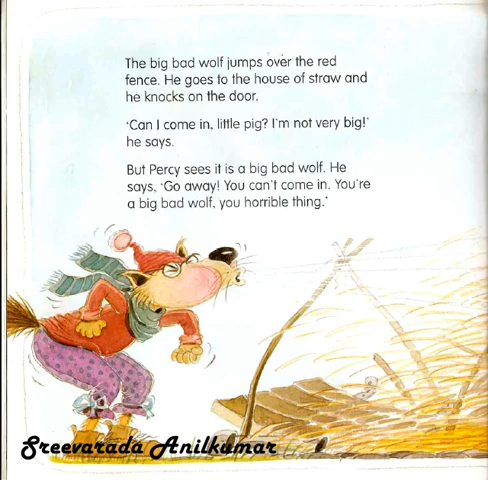 The big bad wolf jumps over the red
fence. He goes to the house of straw and
he knocks on the door.
'Can I come in, little pig? I'm not very big!'
he says.
But Percy sees it is a big bad wolf. He
says, 'Go away! You can't come in. You're
a big bad wolf, you horrible thing.'
Sreevarada Anilkumar